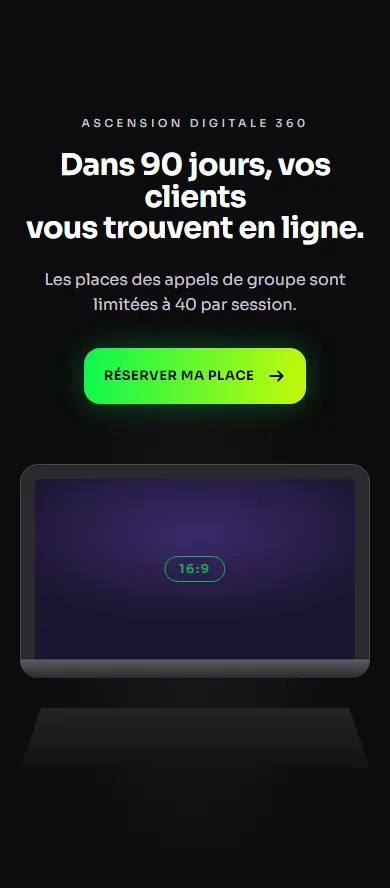 ASCENSION DIGITALE 360
Dans 90 jours, vos
clients
vous trouvent en ligne.
Les places des appels de groupe sont
limitées à 40 par session.
RÉSERVER MA PLACE →
16:9